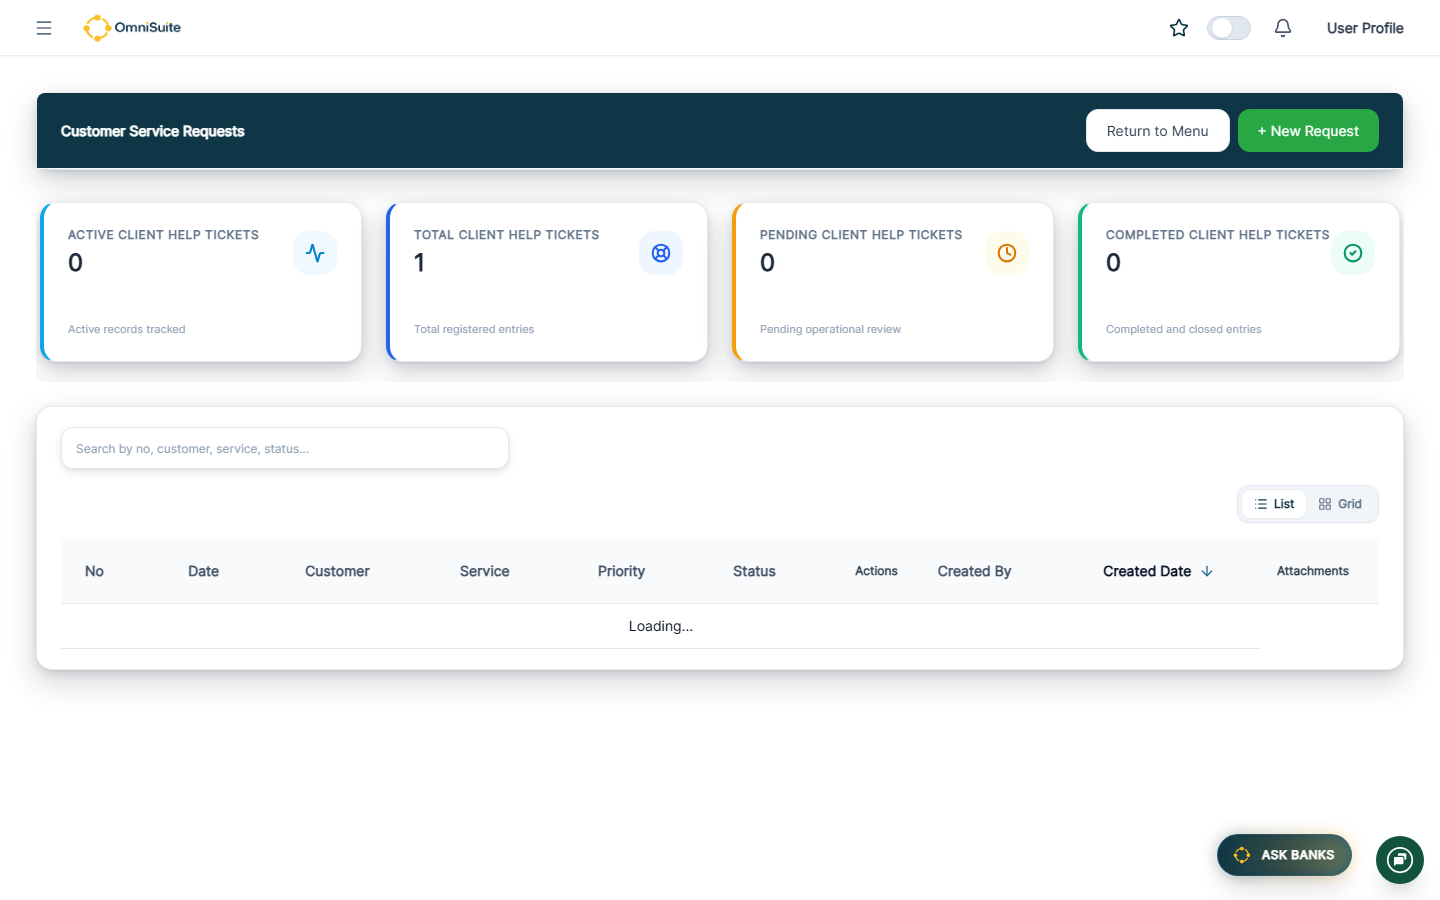 OmniSuite
User Profile
Customer Service Requests
Return to Menu
+ New Request
ACTIVE CLIENT HELP TICKETS
0
Active records tracked
TOTAL CLIENT HELP TICKETS
1
Total registered entries
PENDING CLIENT HELP TICKETS
0
Pending operational review
COMPLETED CLIENT HELP TICKETS
0
Completed and closed entries
Search by no, customer, service, status...
List
Grid
No Date Customer Service Priority Status Actions Created By Created Date Attachments
Loading...
ASK BANKS